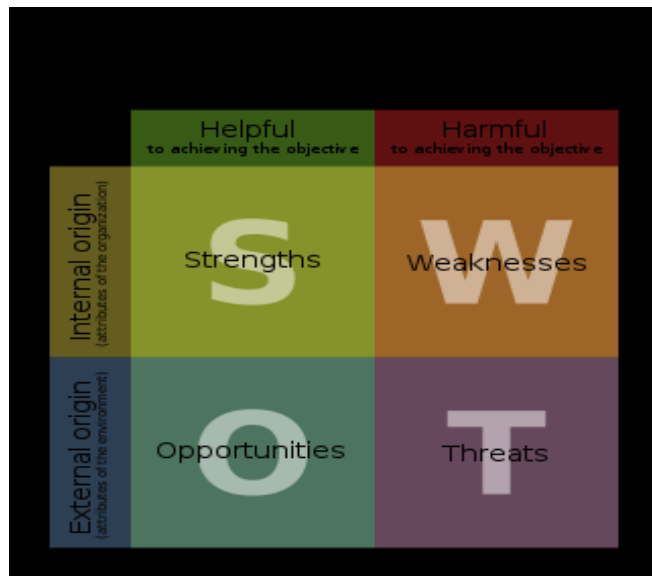 Helpful
to achieving the objective
Harmful
to achieving the objective
Internal origin
(attributes of the organization)
S
Strengths
W
Weaknesses
External origin
(attributes of the environment)
O
Opportunities
T
Threats